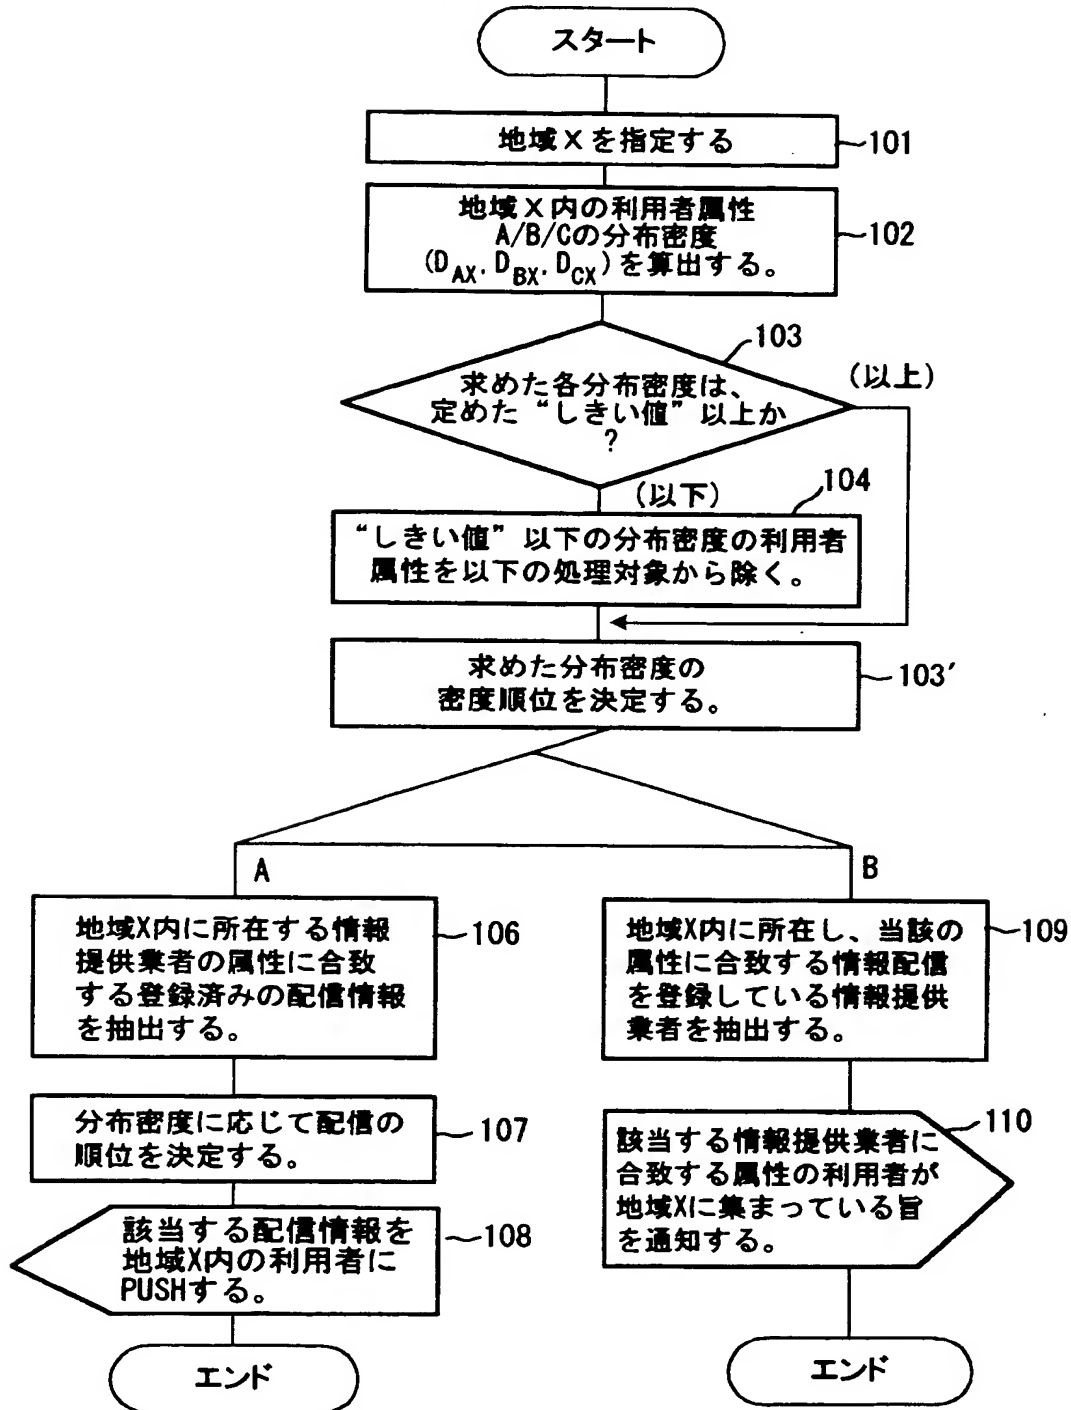 スタート
地域Xを指定する
101
地域X内の利用者属性
A/B/Cの分布密度
(D_AX, D_BX, D_CX)を算出する。
102
103
求めた各分布密度は、
定めた“しきい値”以上か
?
(以上)
(以下)
104
“しきい値”以下の分布密度の利用者
属性を以下の処理対象から除く。
求めた分布密度の
密度順位を決定する。
103′
A
B
地域X内に所在する情報
提供業者の属性に合致
する登録済みの配信情報
を抽出する。
106
分布密度に応じて配信の
順位を決定する。
107
該当する配信情報を
地域X内の利用者に
PUSHする。
108
エンド
地域X内に所在し、当該の
属性に合致する情報配信
を登録している情報提供
業者を抽出する。
109
110
該当する情報提供業者に
合致する属性の利用者が
地域Xに集まっている旨
を通知する。
エンド